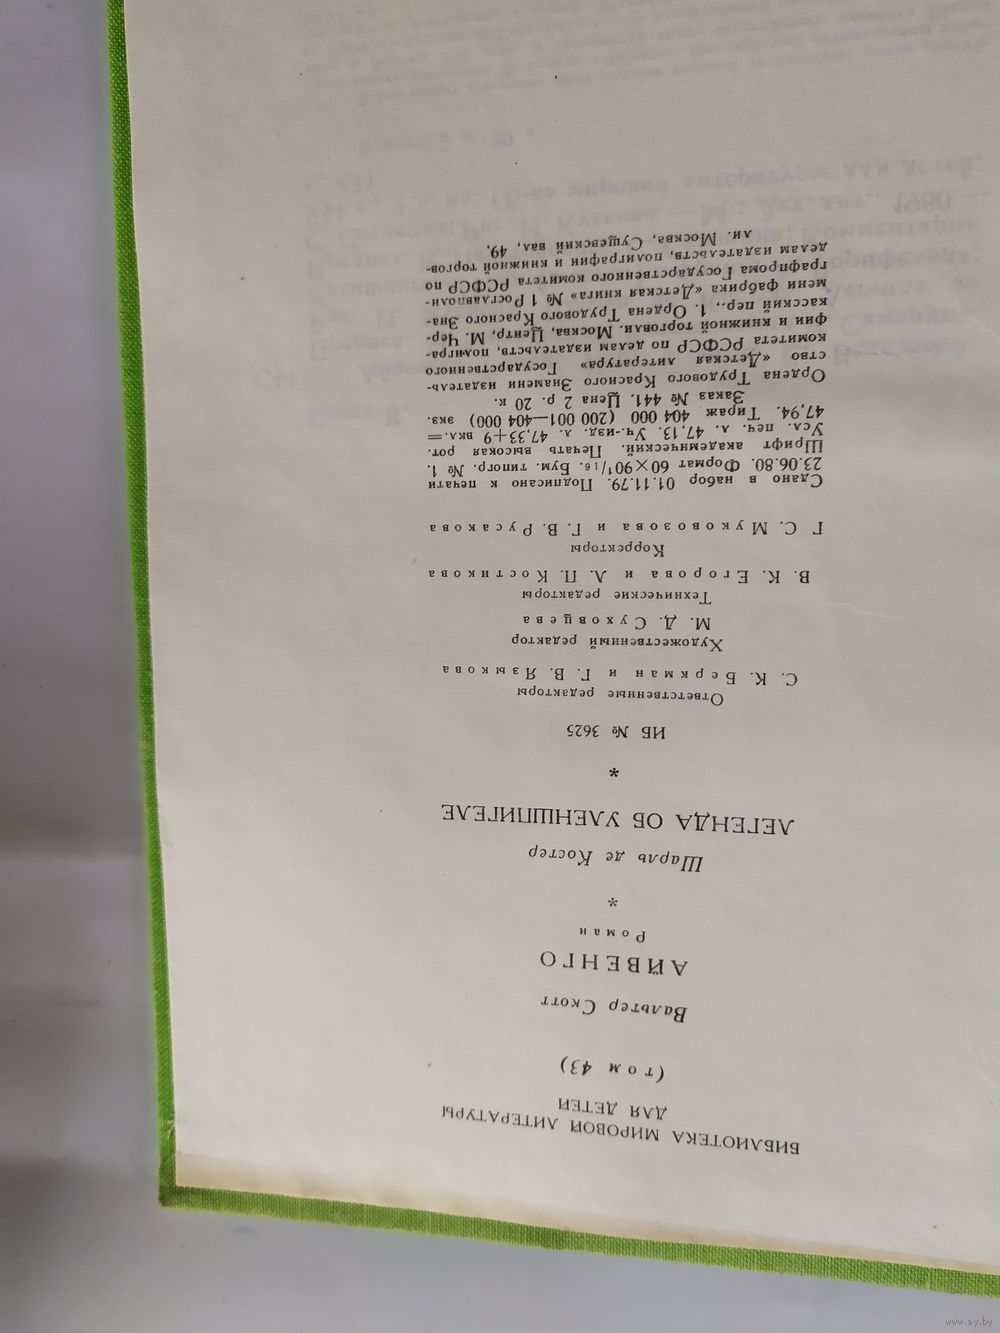 БИБЛИОТЕКА МИРОВОЙ ЛИТЕРАТУРЫ
ДЛЯ ДЕТЕЙ
(том 43)
Вальтер Скотт
АЙВЕНГО
Роман
*
Шарль де Костер
ЛЕГЕНДА ОБ УЛЕНШПИГЕЛЕ
*
ИБ № 3625
Ответственные редакторы
С. К. Беркман и Г. В. Языкова
Художественный редактор
М. Д. Суховцева
Технические редакторы
В. К. Егорова и Л. П. Костикова
Корректоры
Г. С. Муковозова и Г. В. Русакова
Сдано в набор 01.11.79. Подписано к печати
23.06.80. Формат 60×90¹/₁₆. Бум. типогр. № 1.
Шрифт академический. Печать высокая рот.
Усл. печ. л. 47,13. Уч.-изд. л. 47,33+9 вкл.=
47,94. Тираж 404 000 (200 001—404 000) экз.
Заказ № 441. Цена 2 р. 20 к.
Ордена Трудового Красного Знамени издатель-
ство «Детская литература» Государственного
комитета РСФСР по делам издательств, полигра-
фии и книжной торговли. Москва, Центр, М. Чер-
касский пер., 1. Ордена Трудового Красного Зна-
мени фабрика «Детская книга» № 1 Росглавполи-
графпрома Государственного комитета РСФСР по
делам издательств, полиграфии и книжной торгов-
ли. Москва, Сущевский вал, 49.
www.ay.by